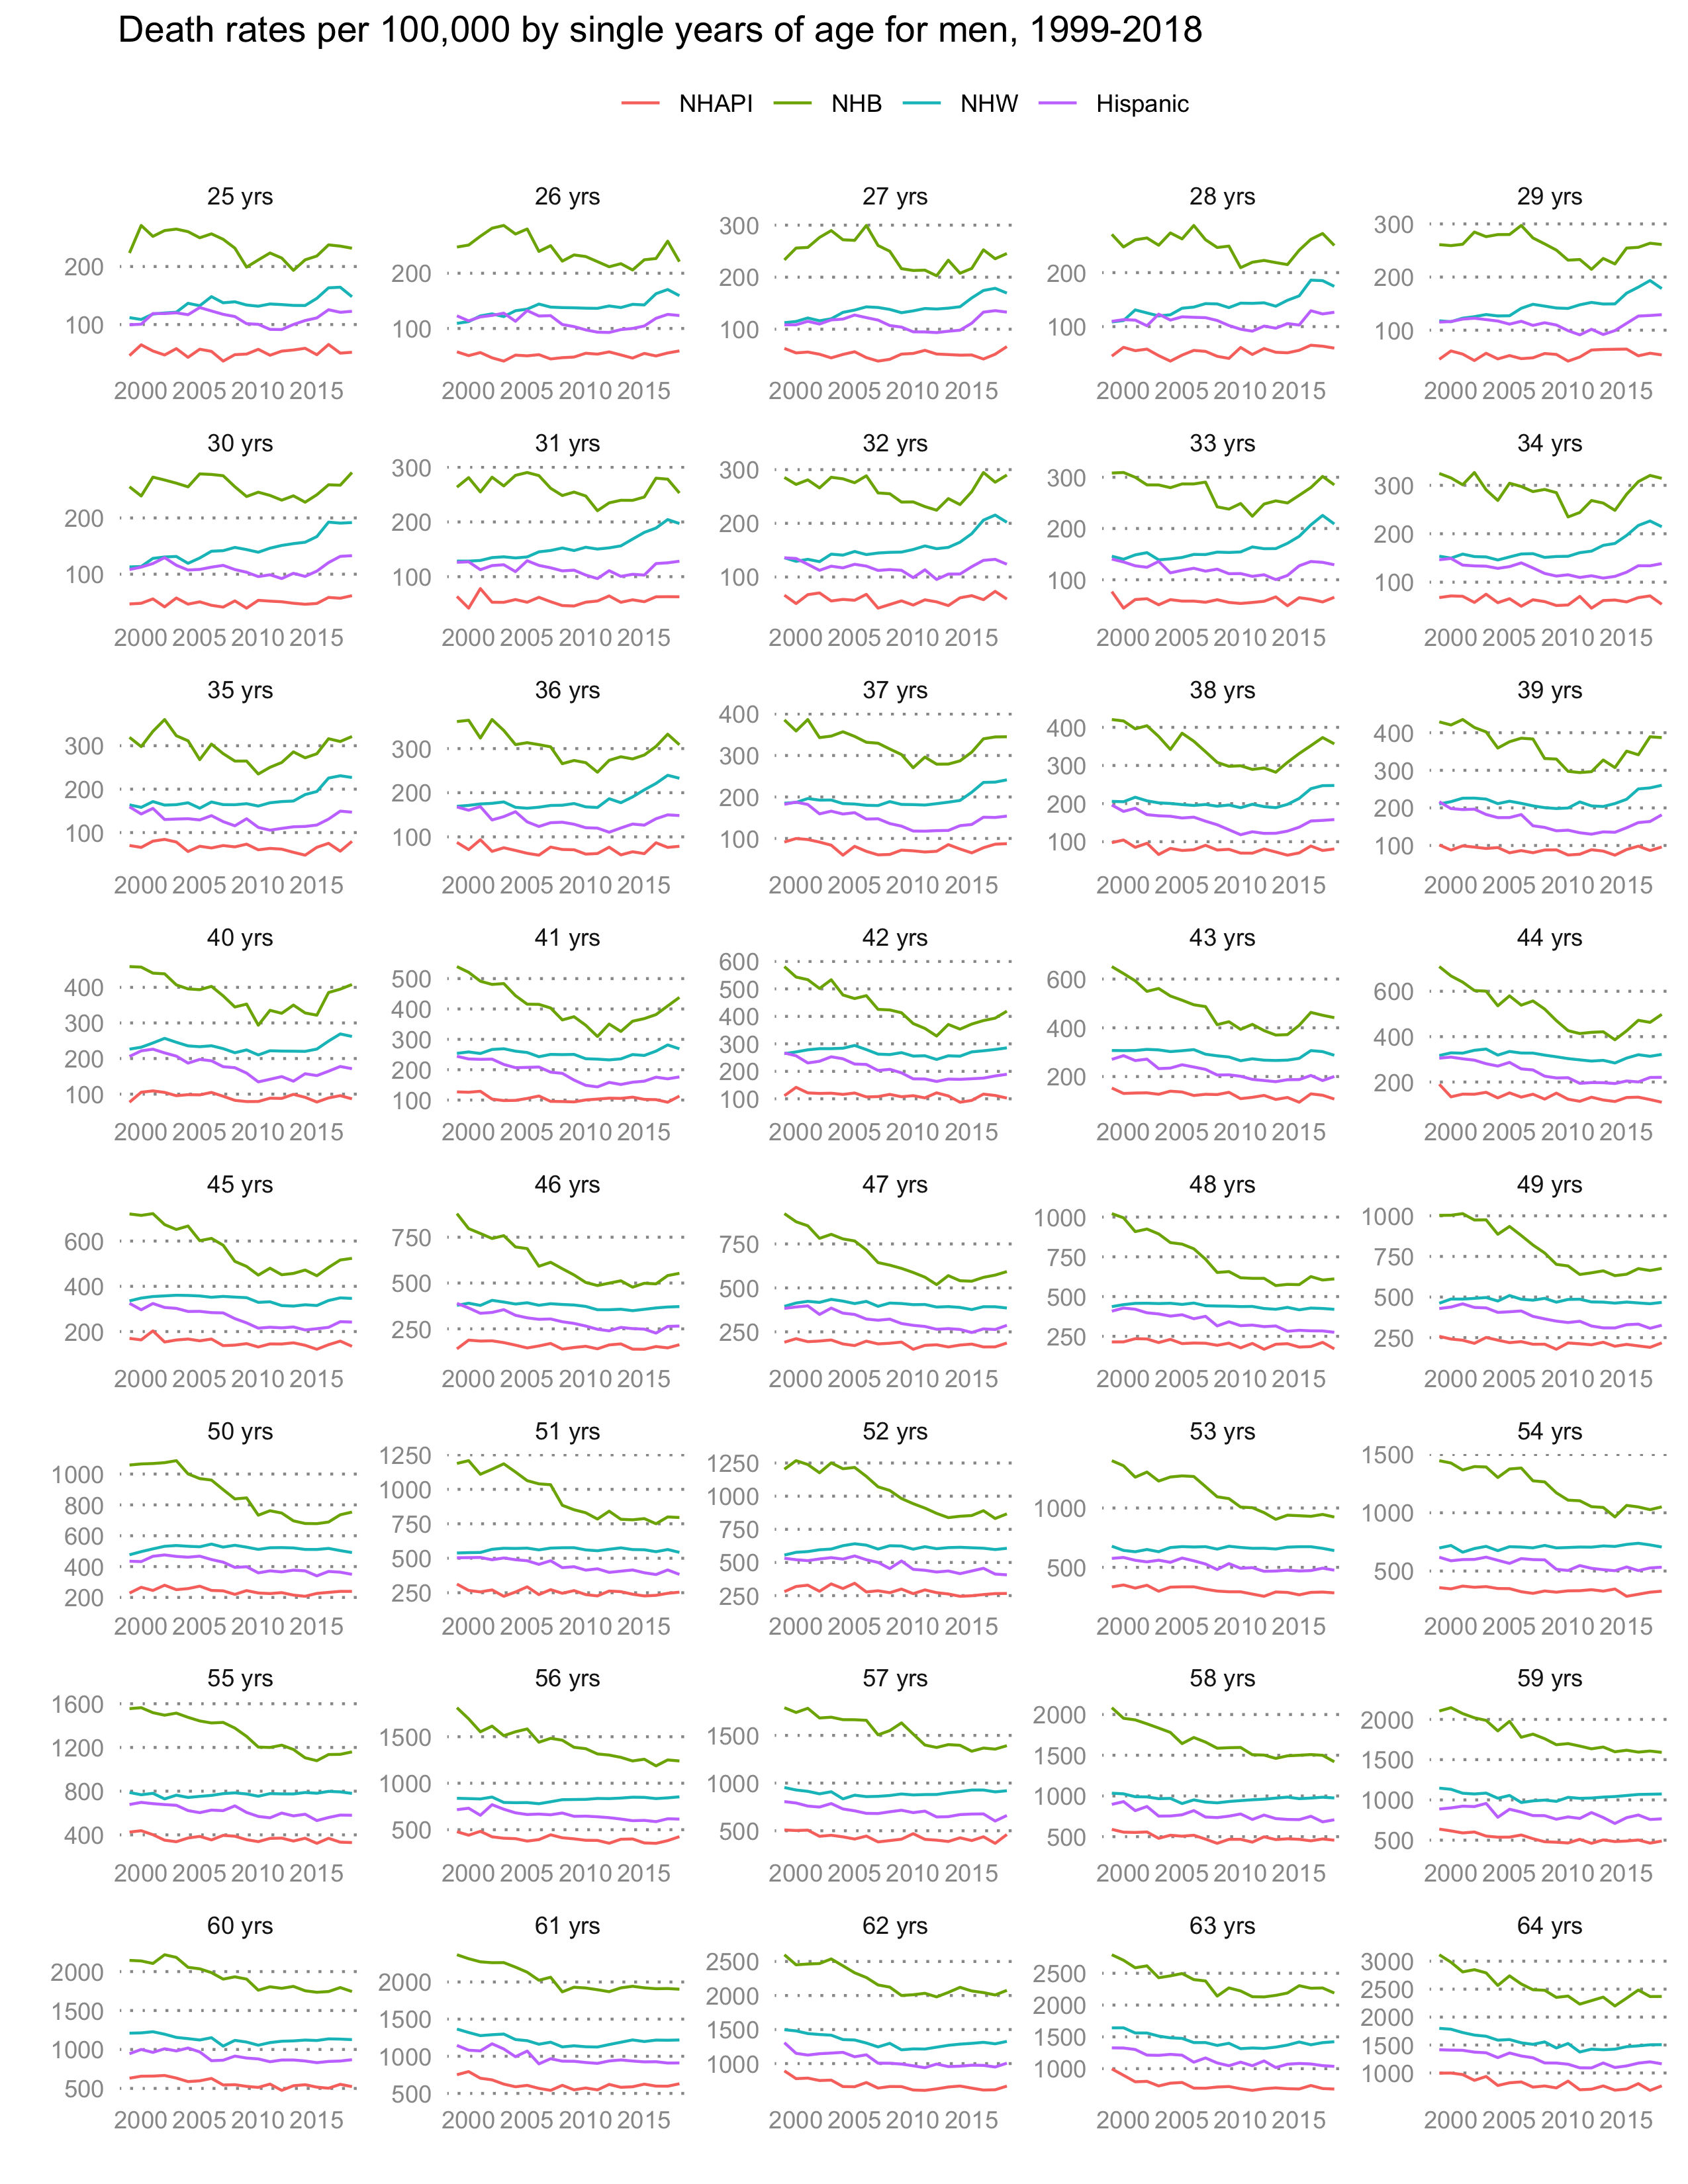 Death rates per 100,000 by single years of age for men, 1999-2018
NHAPI NHB NHW Hispanic
25 yrs 26 yrs 27 yrs 28 yrs 29 yrs
200 100 200 100 300 200 100 200 100 300 200 100
2000 2005 2010 2015 2000 2005 2010 2015 2000 2005 2010 2015 2000 2005 2010 2015 2000 2005 2010 2015
30 yrs 31 yrs 32 yrs 33 yrs 34 yrs
200 100 300 200 100 300 200 100 300 200 100 300 200 100
2000 2005 2010 2015 2000 2005 2010 2015 2000 2005 2010 2015 2000 2005 2010 2015 2000 2005 2010 2015
35 yrs 36 yrs 37 yrs 38 yrs 39 yrs
300 200 100 300 200 100 400 300 200 100 400 300 200 100 400 300 200 100
2000 2005 2010 2015 2000 2005 2010 2015 2000 2005 2010 2015 2000 2005 2010 2015 2000 2005 2010 2015
40 yrs 41 yrs 42 yrs 43 yrs 44 yrs
400 300 200 100 500 400 300 200 100 600 500 400 300 200 100 600 400 200 600 400 200
2000 2005 2010 2015 2000 2005 2010 2015 2000 2005 2010 2015 2000 2005 2010 2015 2000 2005 2010 2015
45 yrs 46 yrs 47 yrs 48 yrs 49 yrs
600 400 200 750 500 250 750 500 250 1000 750 500 250 1000 750 500 250
2000 2005 2010 2015 2000 2005 2010 2015 2000 2005 2010 2015 2000 2005 2010 2015 2000 2005 2010 2015
50 yrs 51 yrs 52 yrs 53 yrs 54 yrs
1000 800 600 400 200 1250 1000 750 500 250 1250 1000 750 500 250 1000 500 1500 1000 500
2000 2005 2010 2015 2000 2005 2010 2015 2000 2005 2010 2015 2000 2005 2010 2015 2000 2005 2010 2015
55 yrs 56 yrs 57 yrs 58 yrs 59 yrs
1600 1200 800 400 1500 1000 500 1500 1000 500 2000 1500 1000 500 2000 1500 1000 500
2000 2005 2010 2015 2000 2005 2010 2015 2000 2005 2010 2015 2000 2005 2010 2015 2000 2005 2010 2015
60 yrs 61 yrs 62 yrs 63 yrs 64 yrs
2000 1500 1000 500 2000 1500 1000 500 2500 2000 1500 1000 2500 2000 1500 1000 3000 2500 2000 1500 1000
2000 2005 2010 2015 2000 2005 2010 2015 2000 2005 2010 2015 2000 2005 2010 2015 2000 2005 2010 2015